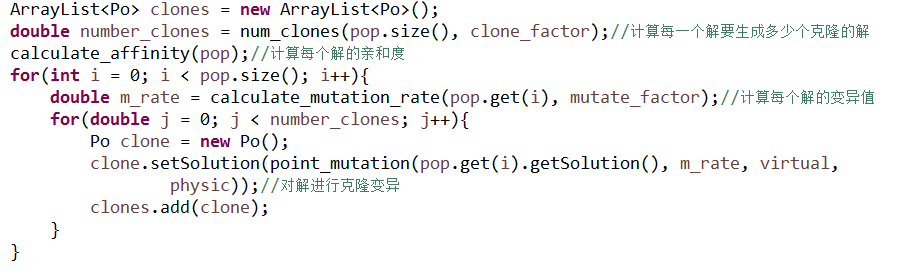 ArrayList<Po> clones = new ArrayList<Po>();
double number_clones = num_clones(pop.size(), clone_factor);//计算每一个解要生成多少个克隆的解
calculate_affinity(pop);//计算每个解的亲和度
for(int i = 0; i < pop.size(); i++){
    double m_rate = calculate_mutation_rate(pop.get(i), mutate_factor);//计算每个解的变异值
    for(double j = 0; j < number_clones; j++){
        Po clone = new Po();
        clone.setSolution(point_mutation(pop.get(i).getSolution(), m_rate, virtual,
                physic));//对解进行克隆变异
        clones.add(clone);
    }
}